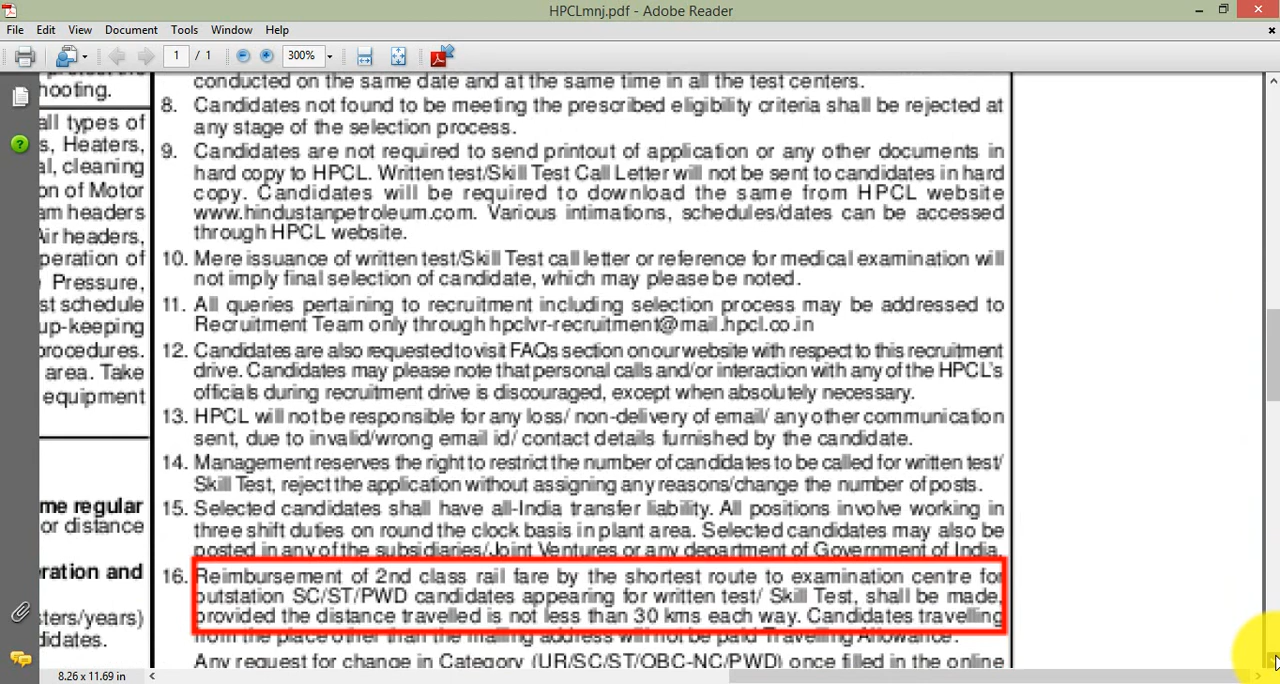 HPCLmnj.pdf - Adobe Reader
File Edit View Document Tools Window Help
1 / 1 300%
hooting.
all types of
s, Heaters,
al, cleaning
on of Motor
am headers
Air headers,
peration of
Pressure,
st schedule
up-keeping
procedures.
area. Take
equipment
me regular
or distance
ration and
sters/years)
didates.
conducted on the same date and at the same time in all the test centers.
8. Candidates not found to be meeting the prescribed eligibility criteria shall be rejected at
any stage of the selection process.
9. Candidates are not required to send printout of application or any other documents in
hard copy to HPCL. Written test/Skill Test Call Letter will not be sent to candidates in hard
copy. Candidates will be required to download the same from HPCL website
www.hindustanpetroleum.com. Various intimations, schedules/dates can be accessed
through HPCL website.
10. Mere issuance of written test/Skill Test call letter or reference for medical examination will
not imply final selection of candidate, which may please be noted.
11. All queries pertaining to recruitment including selection process may be addressed to
Recruitment Team only through hpclvr-recruitment@mail.hpcl.co.in
12. Candidates are also requested to visit FAQs section on our website with respect to this recruitment
drive. Candidates may please note that personal calls and/or interaction with any of the HPCL's
officials during recruitment drive is discouraged, except when absolutely necessary.
13. HPCL will not be responsible for any loss/ non-delivery of email/ any other communication
sent, due to invalid/wrong email id/ contact details furnished by the candidate.
14. Management reserves the right to restrict the number of candidates to be called for written test/
Skill Test, reject the application without assigning any reasons/change the number of posts.
15. Selected candidates shall have all-India transfer liability. All positions involve working in
three shift duties on round the clock basis in plant area. Selected candidates may also be
posted in any of the subsidiaries/Joint Ventures or any department of Government of India.
16. Reimbursement of 2nd class rail fare by the shortest route to examination centre for
outstation SC/ST/PWD candidates appearing for written test/ Skill Test, shall be made,
provided the distance travelled is not less than 30 kms each way. Candidates travelling
from the place other than the mailing address will not be paid Travelling Allowance.
Any request for change in Category (UR/SC/ST/OBC-NC/PWD) once filled in the online
8.26 x 11.69 in